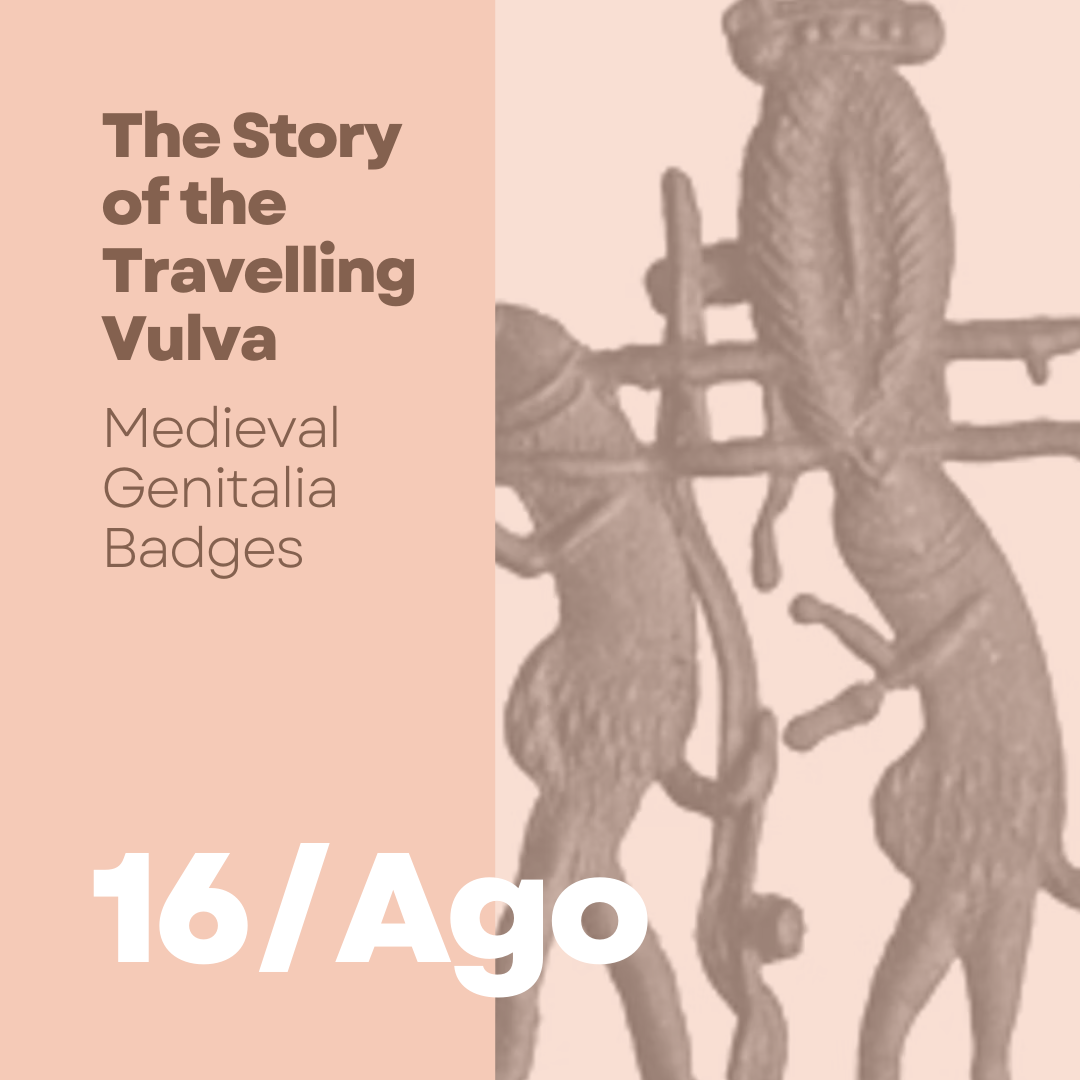 The Story
of the
Travelling
Vulva
Medieval
Genitalia
Badges
16/Ago